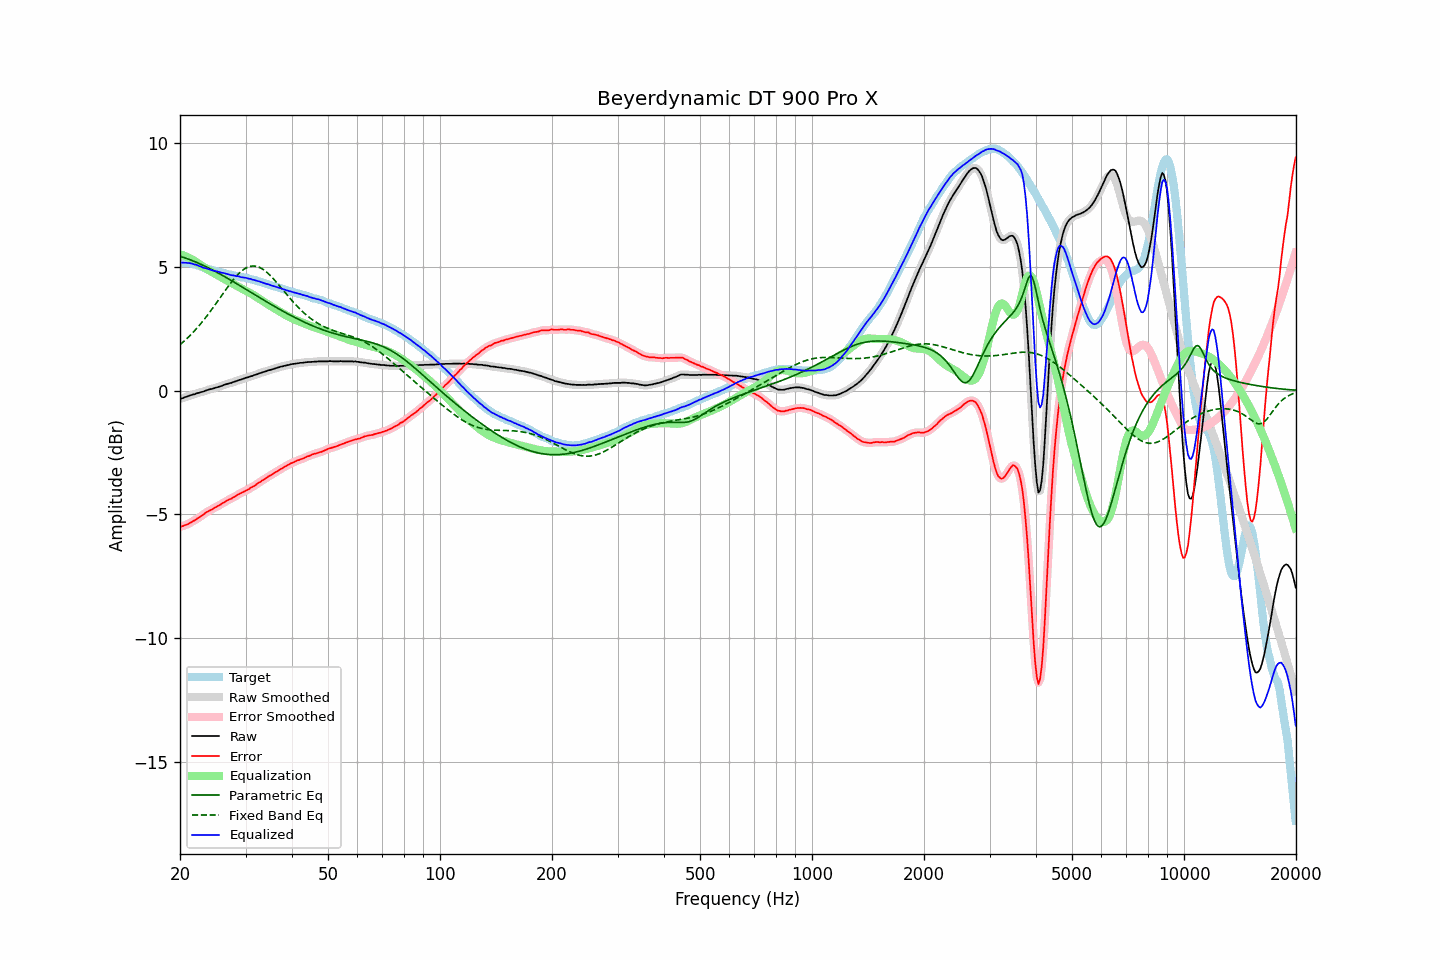 Beyerdynamic DT 900 Pro X
10
5
0
−5
−10
−15
Amplitude (dBr)
Target
Raw Smoothed
Error Smoothed
Raw
Error
Equalization
Parametric Eq
Fixed Band Eq
Equalized
20
50
100
200
500
1000
2000
5000
10000
20000
Frequency (Hz)